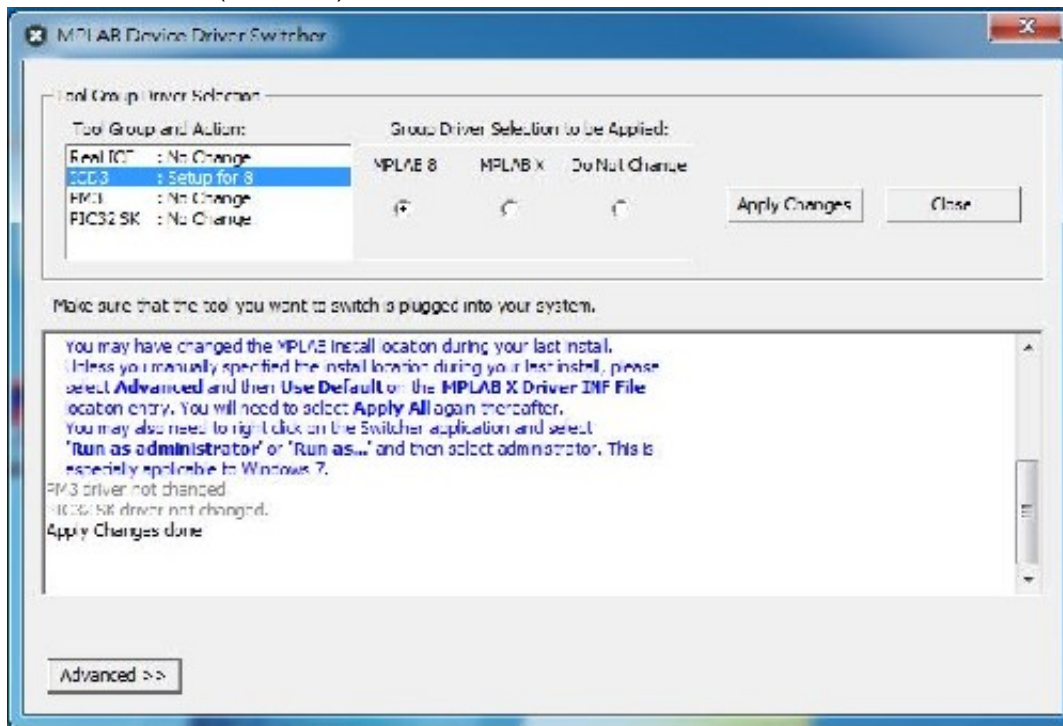 MPLAB Device Driver Switcher
Tool Group Driver Selection
Tool Group and Action:
Group Driver Selection to be Applied:
Real ICE : No Change
ICD3 : Setup for 8
PM3 : No Change
PIC32 SK : No Change
MPLAB 8 MPLAB X Do Not Change
Apply Changes
Close
Make sure that the tool you want to switch is plugged into your system.
You may have changed the MPLAB install location during your last install.
Unless you manually specified the install location during your last install, please
select Advanced and then Use Default on the MPLAB X Driver INF File
location entry. You will need to select Apply All again thereafter.
You may also need to right click on the Switcher application and select
'Run as administrator' or 'Run as...' and then select administrator. This is
especially applicable to Windows 7.
PM3 driver not changed.
PIC32 SK driver not changed.
Apply Changes done
Advanced >>